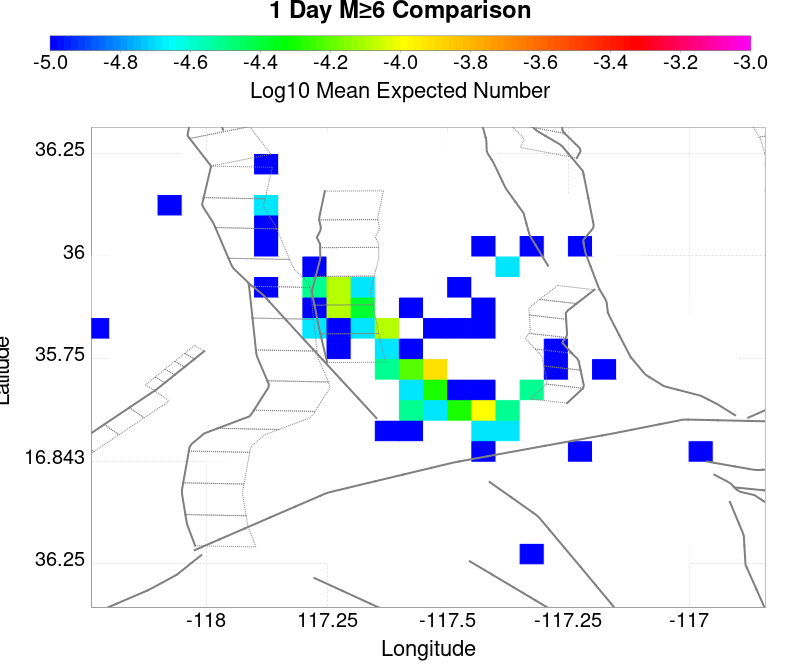 1 Day M≥6 Comparison
-5.0 -4.8 -4.6 -4.4 -4.2 -4.0 -3.8 -3.6 -3.4 -3.2 -3.0
Log10 Mean Expected Number
36.25
36
35.75
16.843
36.25
Latitude
-118 117.25 -117.5 -117.25 -117
Longitude